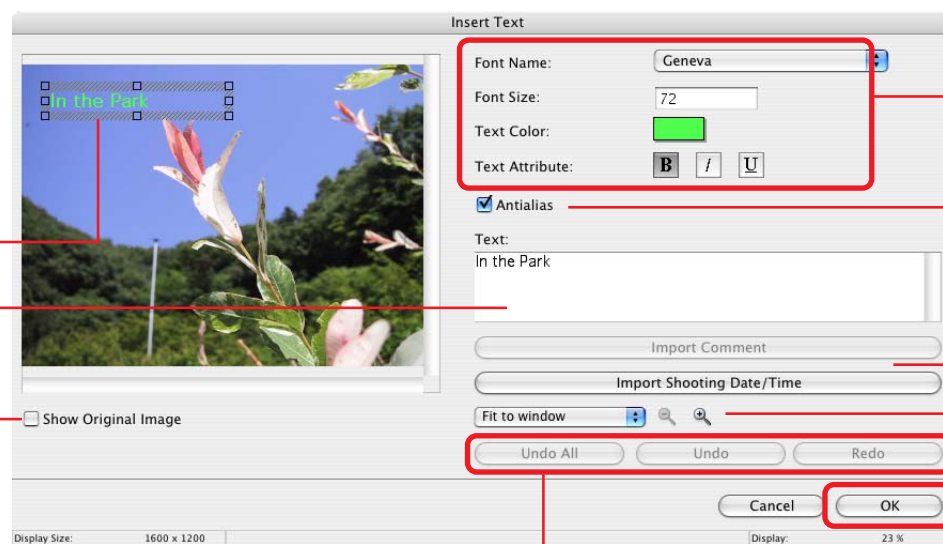 Insert Text
In the Park
Font Name: Geneva
Font Size: 72
Text Color:
Text Attribute: B I U
Antialias
Text:
In the Park
Import Comment
Import Shooting Date/Time
Show Original Image
Fit to window
Undo All Undo Redo
Cancel OK
Display Size: 1600 x 1200 Display: 23 %